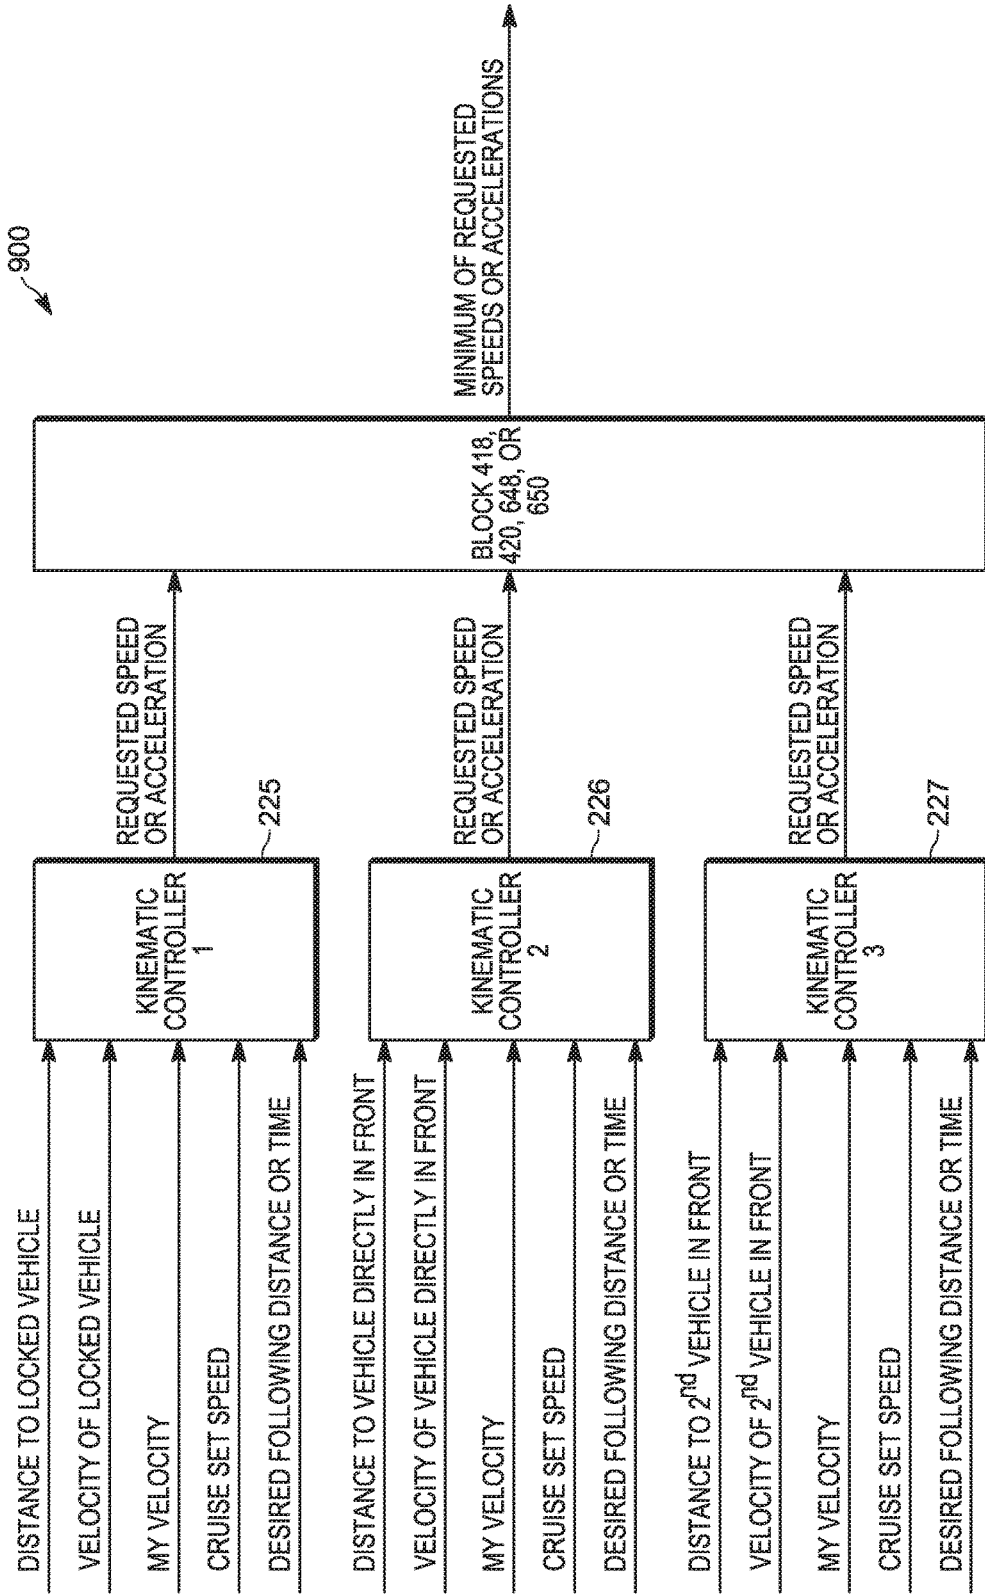 900
DISTANCE TO LOCKED VEHICLE
VELOCITY OF LOCKED VEHICLE
MY VELOCITY
CRUISE SET SPEED
DESIRED FOLLOWING DISTANCE OR TIME
KINEMATIC
CONTROLLER
1
225
REQUESTED SPEED
OR ACCELERATION
DISTANCE TO VEHICLE DIRECTLY IN FRONT
VELOCITY OF VEHICLE DIRECTLY IN FRONT
MY VELOCITY
CRUISE SET SPEED
DESIRED FOLLOWING DISTANCE OR TIME
KINEMATIC
CONTROLLER
2
226
REQUESTED SPEED
OR ACCELERATION
DISTANCE TO 2nd VEHICLE IN FRONT
VELOCITY OF 2nd VEHICLE IN FRONT
MY VELOCITY
CRUISE SET SPEED
DESIRED FOLLOWING DISTANCE OR TIME
KINEMATIC
CONTROLLER
3
227
REQUESTED SPEED
OR ACCELERATION
BLOCK 418,
420, 648, OR
650
MINIMUM OF REQUESTED
SPEEDS OR ACCELERATIONS